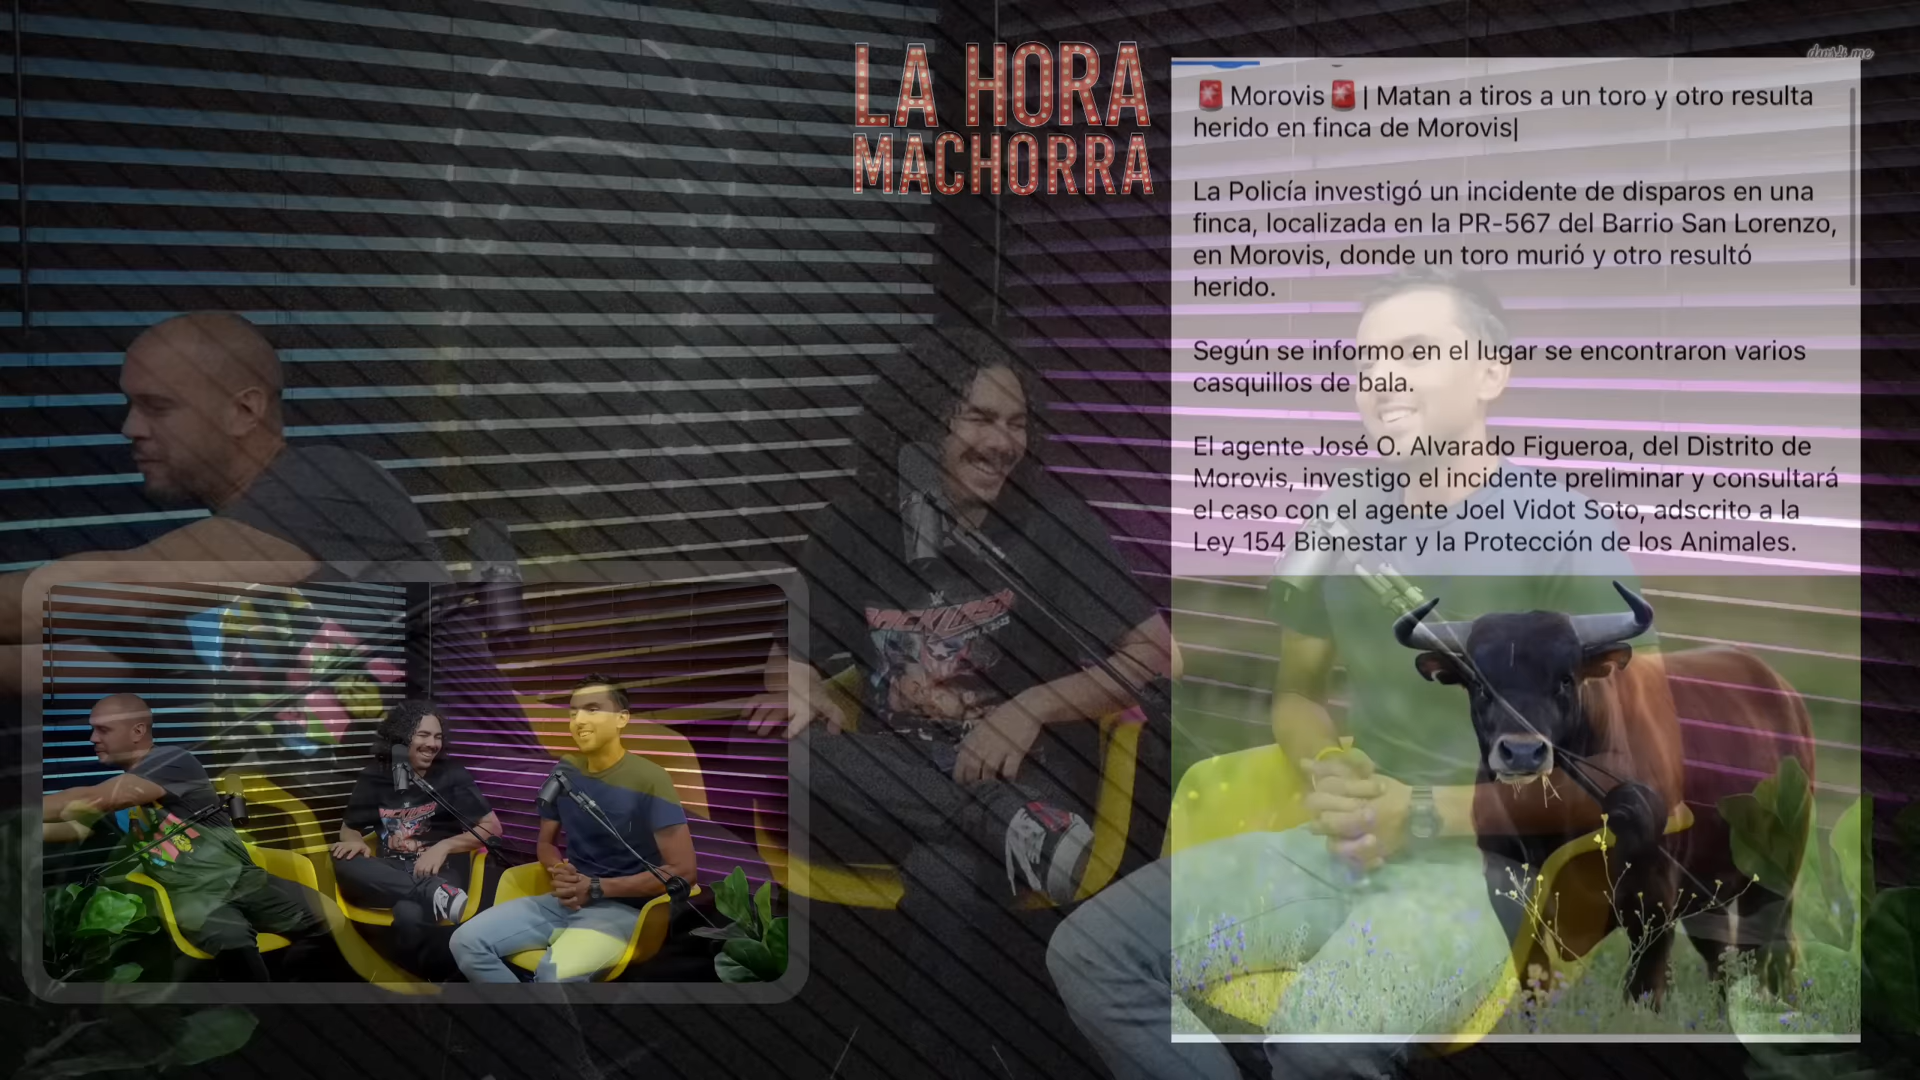 LA HORA
MACHORRA
🚨 Morovis 🚨 | Matan a tiros a un toro y otro resulta
herido en finca de Morovis|
La Policía investigó un incidente de disparos en una
finca, localizada en la PR-567 del Barrio San Lorenzo,
en Morovis, donde un toro murió y otro resultó
herido.
Según se informo en el lugar se encontraron varios
casquillos de bala.
El agente José O. Alvarado Figueroa, del Distrito de
Morovis, investigo el incidente preliminar y consultará
el caso con el agente Joel Vidot Soto, adscrito a la
Ley 154 Bienestar y la Protección de los Animales.